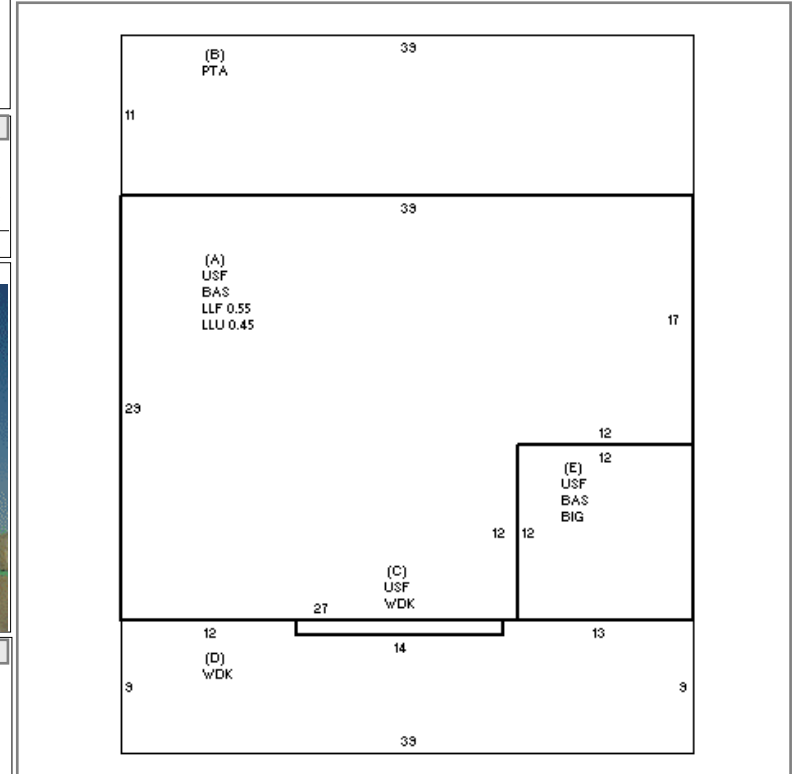 39
(B)
PTA
11
39
(A)
USF
BAS
LLF 0.55
LLU 0.45
17
29
12
12
(E)
USF
BAS
BIG
12 12
(C)
USF
WDK
27
12
13
14
(D)
WDK
9
9
39